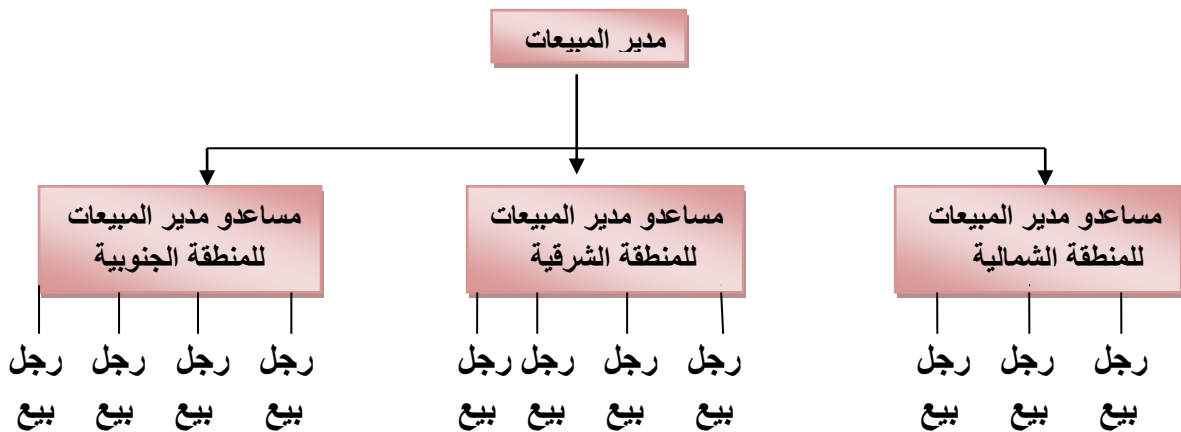 مدير المبيعات
مساعدو مدير المبيعات
للمنطقة الشمالية
مساعدو مدير المبيعات
للمنطقة الشرقية
مساعدو مدير المبيعات
للمنطقة الجنوبية
رجل
بيع
رجل
بيع
رجل
بيع
رجل
بيع
رجل
بيع
رجل
بيع
رجل
بيع
رجل
بيع
رجل
بيع
رجل
بيع
رجل
بيع